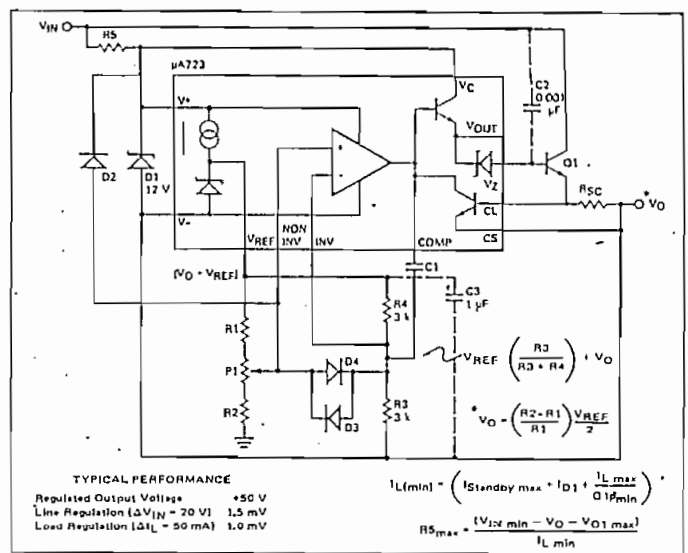 VIN
R5
µA723
VC
C2
0.001
µF
V+
VOUT
Q1
D2
D1
12 V
+
-
VZ
RSC
* VO
CL
V-
CS
VREF
NON
INV
INV
COMP
C1
[VO + VREF]
R4
3 k
C3
1 µF
R1
P1
D4
D3
R2
R3
3 k
VREF (R3 / R3 + R4) + VO
* VO = (R2 - R1 / R1) VREF / 2
TYPICAL PERFORMANCE
Regulated Output Voltage +50 V
Line Regulation (ΔVIN = 20 V) 1.5 mV
Load Regulation (ΔIL = 50 mA) 1.0 mV
IL(min) = (IStandby max + ID1 + IL max / Q1βmin)
R5max = (VIN min - VO - VD1 max) / IL min